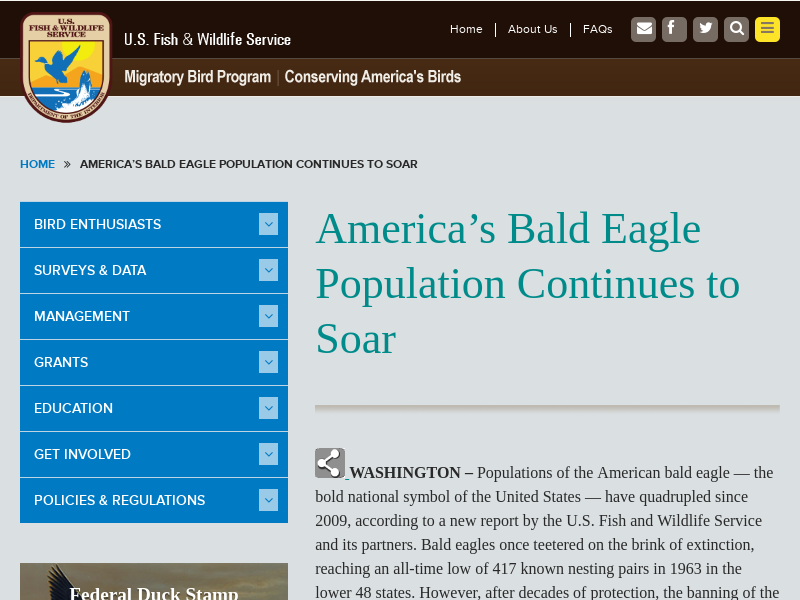 U.S.
FISH & WILDLIFE
SERVICE
DEPARTMENT OF THE INTERIOR
U.S. Fish & Wildlife Service
Home
About Us
FAQs
Migratory Bird Program | Conserving America's Birds
HOME » AMERICA'S BALD EAGLE POPULATION CONTINUES TO SOAR
BIRD ENTHUSIASTS
SURVEYS & DATA
MANAGEMENT
GRANTS
EDUCATION
GET INVOLVED
POLICIES & REGULATIONS
Federal Duck Stamp
America’s Bald Eagle
Population Continues to
Soar
WASHINGTON – Populations of the American bald eagle — the
bold national symbol of the United States — have quadrupled since
2009, according to a new report by the U.S. Fish and Wildlife Service
and its partners. Bald eagles once teetered on the brink of extinction,
reaching an all-time low of 417 known nesting pairs in 1963 in the
lower 48 states. However, after decades of protection, the banning of the